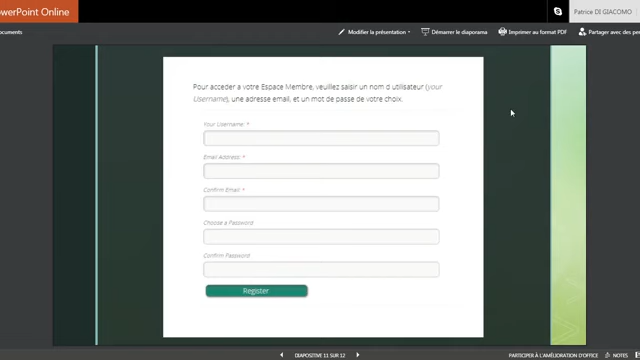 PowerPoint Online
Patrice DI GIACOMO
Modifier la présentation
Démarrer le diaporama
Imprimer au format PDF
Partager avec des
Pour acceder a votre Espace Membre, veuillez saisir un nom d utilisateur (your
Username), une adresse email, et un mot de passe de votre choix.
Your Username: *
Email Address: *
Confirm Email: *
Choose a Password
Confirm Password
Register
DIAPOSITIVE 11 SUR 12
PARTICIPER À L'AMÉLIORATION D'OFFICE
NOTES